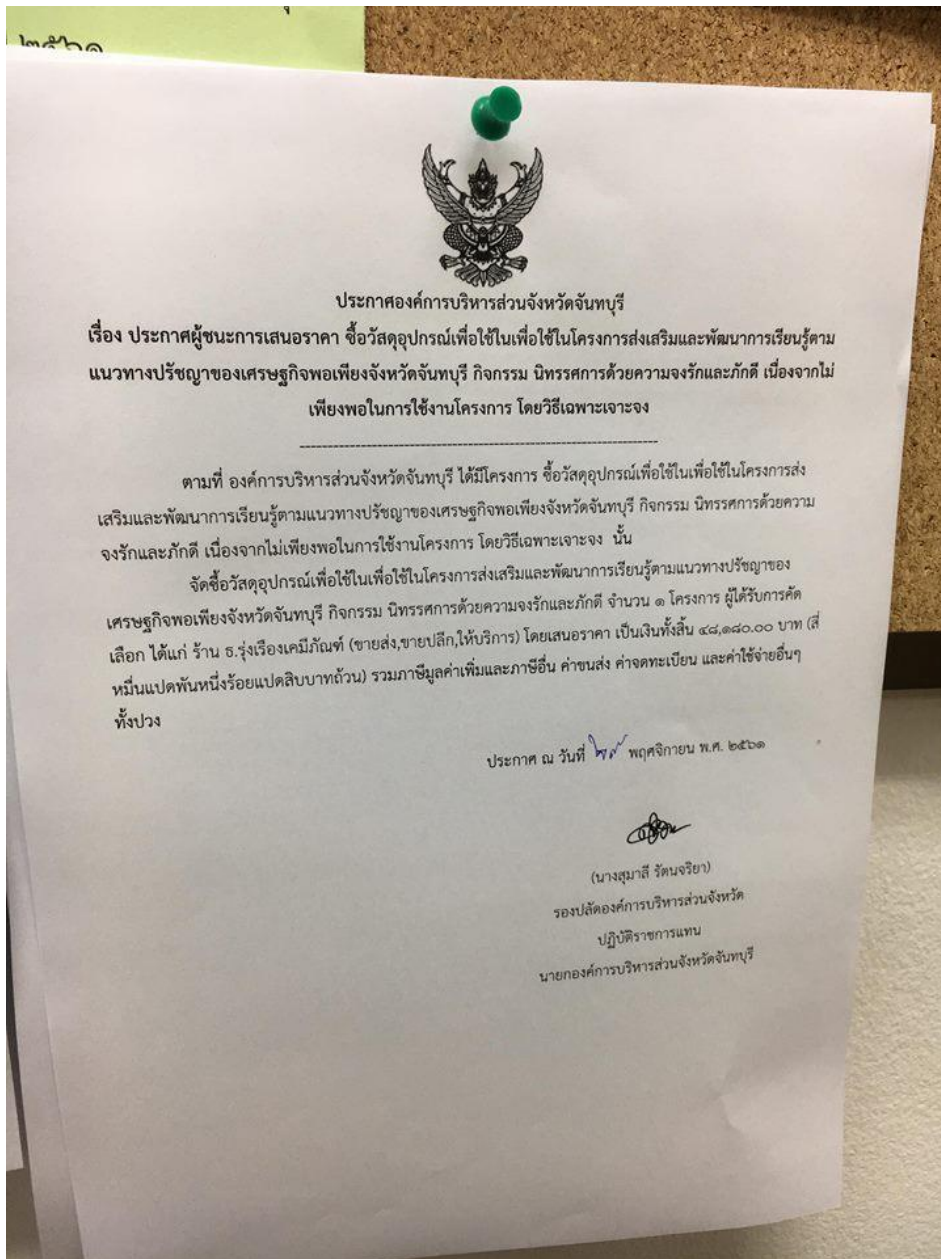 ๒๕๖๑
ประกาศองค์การบริหารส่วนจังหวัดจันทบุรี
เรื่อง ประกาศผู้ชนะการเสนอราคา ซื้อวัสดุอุปกรณ์เพื่อใช้ในเพื่อใช้ในโครงการส่งเสริมและพัฒนาการเรียนรู้ตาม
แนวทางปรัชญาของเศรษฐกิจพอเพียงจังหวัดจันทบุรี กิจกรรม นิทรรศการด้วยความจงรักและภักดี เนื่องจากไม่
เพียงพอในการใช้งานโครงการ โดยวิธีเฉพาะเจาะจง
ตามที่ องค์การบริหารส่วนจังหวัดจันทบุรี ได้มีโครงการ ซื้อวัสดุอุปกรณ์เพื่อใช้ในเพื่อใช้ในโครงการส่ง
เสริมและพัฒนาการเรียนรู้ตามแนวทางปรัชญาของเศรษฐกิจพอเพียงจังหวัดจันทบุรี กิจกรรม นิทรรศการด้วยความ
จงรักและภักดี เนื่องจากไม่เพียงพอในการใช้งานโครงการ โดยวิธีเฉพาะเจาะจง นั้น
จัดซื้อวัสดุอุปกรณ์เพื่อใช้ในเพื่อใช้ในโครงการส่งเสริมและพัฒนาการเรียนรู้ตามแนวทางปรัชญาของ
เศรษฐกิจพอเพียงจังหวัดจันทบุรี กิจกรรม นิทรรศการด้วยความจงรักและภักดี จำนวน ๑ โครงการ ผู้ได้รับการคัด
เลือก ได้แก่ ร้าน ธ.รุ่งเรืองเคมีภัณฑ์ (ขายส่ง,ขายปลีก,ให้บริการ) โดยเสนอราคา เป็นเงินทั้งสิ้น ๔๘,๑๘๐.๐๐ บาท (สี่
หมื่นแปดพันหนึ่งร้อยแปดสิบบาทถ้วน) รวมภาษีมูลค่าเพิ่มและภาษีอื่น ค่าขนส่ง ค่าจดทะเบียน และค่าใช้จ่ายอื่นๆ
ทั้งปวง
ประกาศ ณ วันที่ พฤศจิกายน พ.ศ. ๒๕๖๑
(นางสุมาลี รัตนจริยา)
รองปลัดองค์การบริหารส่วนจังหวัด
ปฏิบัติราชการแทน
นายกองค์การบริหารส่วนจังหวัดจันทบุรี